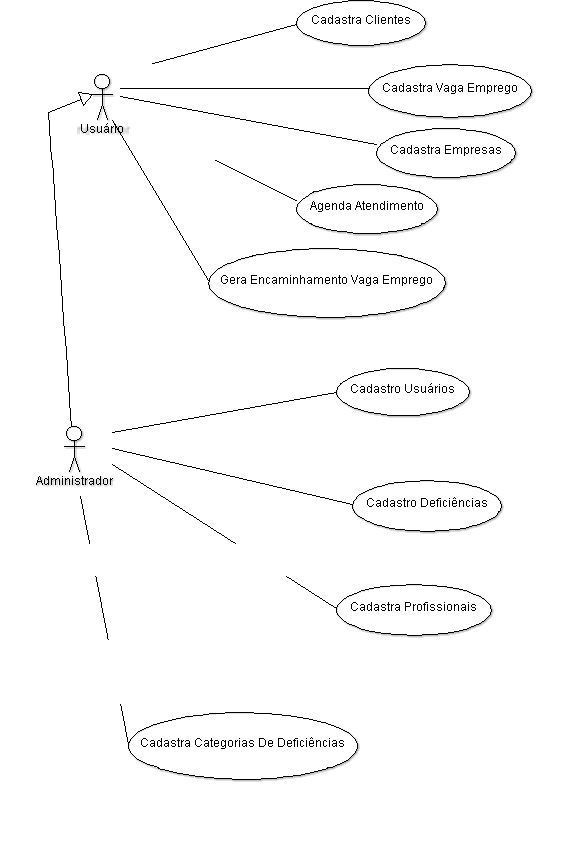 Cadastra Clientes
Cadastra Vaga Emprego
Usuário
Cadastra Empresas
Agenda Atendimento
Gera Encaminhamento Vaga Emprego
Cadastro Usuários
Administrador
Cadastro Deficiências
Cadastra Profissionais
Cadastra Categorias De Deficiências